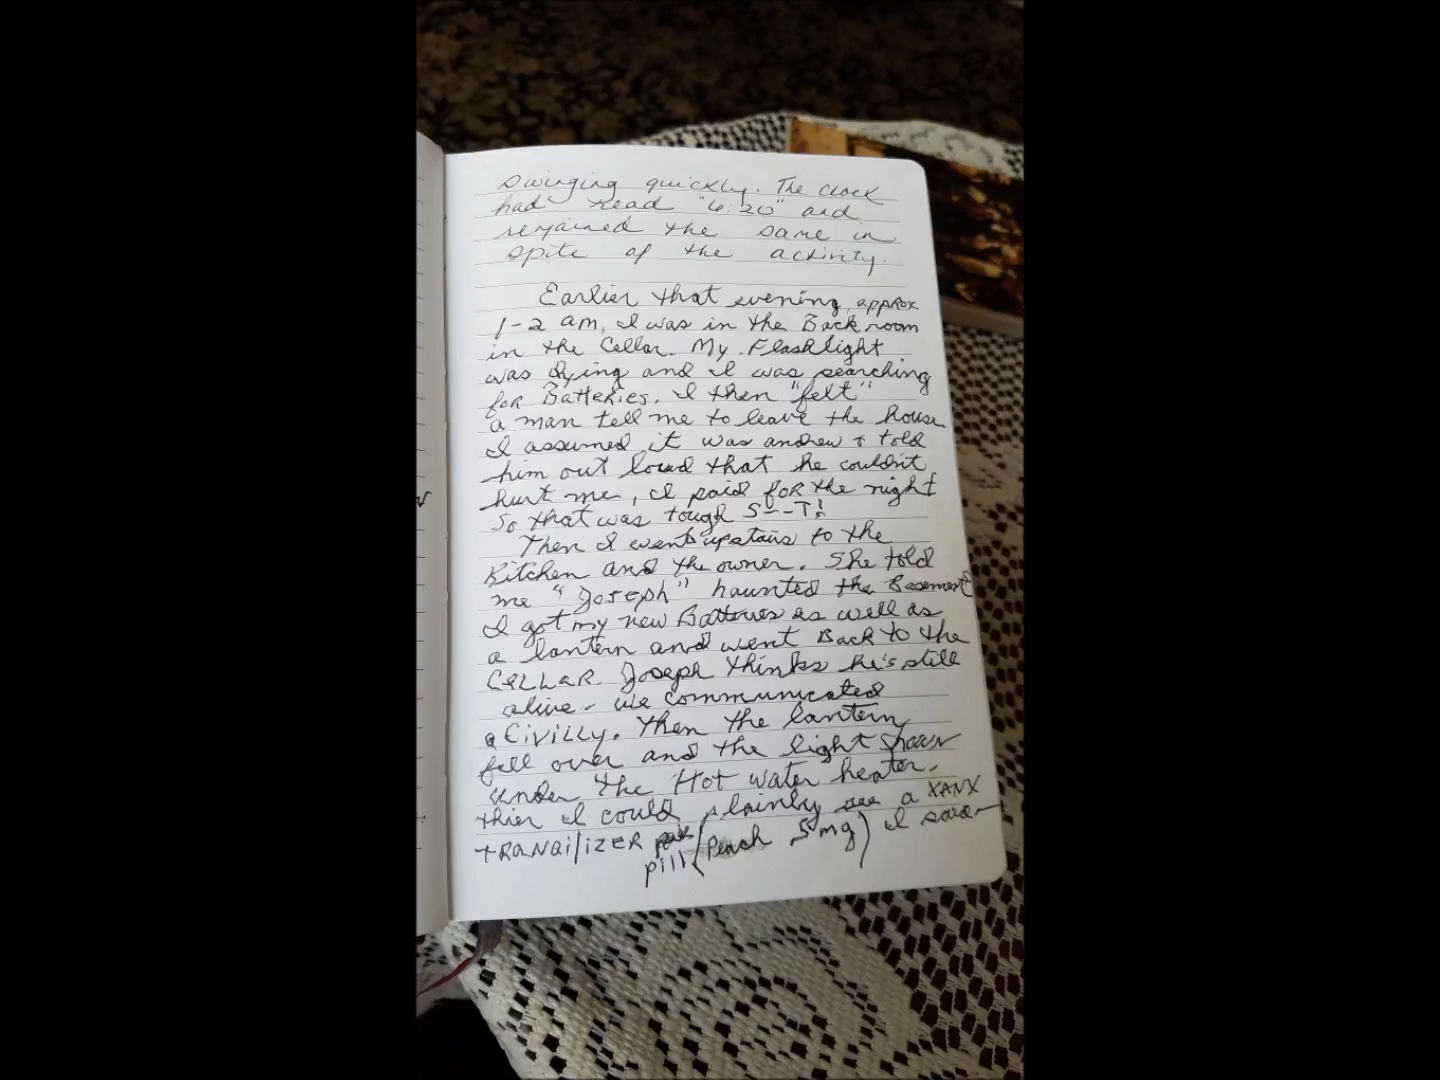 swinging quickly. The clock
had read "6:20" and
remained the same in
spite of the activity.
Earlier that evening, appRox
1-2 am, I was in the Back room
in the Cellar. My Flashlight
was dying and I was searching
foR BatteRies. I then "felt"
a man tell me to leave the house
I assumed it was andrew & told
him out loud that he couldn't
hurt me, I paid foR the night
So that was tough S--T!
Then I went upstairs to the
Kitchen and the owner. She told
me "Joseph" haunted the Basement
I got my new Batteries as well as
a lantern and went Back to the
CeLLaR. Joseph thinks he's still
alive - we communicated
CiviLLy. Then the lantern
fell over and the light shown
under the Hot water heater.
thier I could plainly see a XANX
tRANQilizER
pill (Peach .5mg) I said